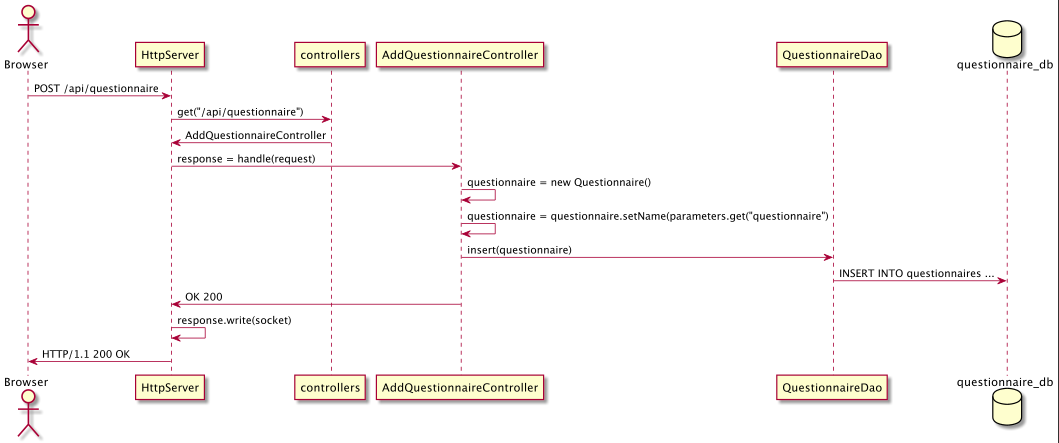 Browser
HttpServer
controllers
AddQuestionnaireController
QuestionnaireDao
questionnaire_db
POST /api/questionnaire
get("/api/questionnaire")
AddQuestionnaireController
response = handle(request)
questionnaire = new Questionnaire()
questionnaire = questionnaire.setName(parameters.get("questionnaire")
insert(questionnaire)
INSERT INTO questionnaires ...
OK 200
response.write(socket)
HTTP/1.1 200 OK
Browser
HttpServer
controllers
AddQuestionnaireController
QuestionnaireDao
questionnaire_db